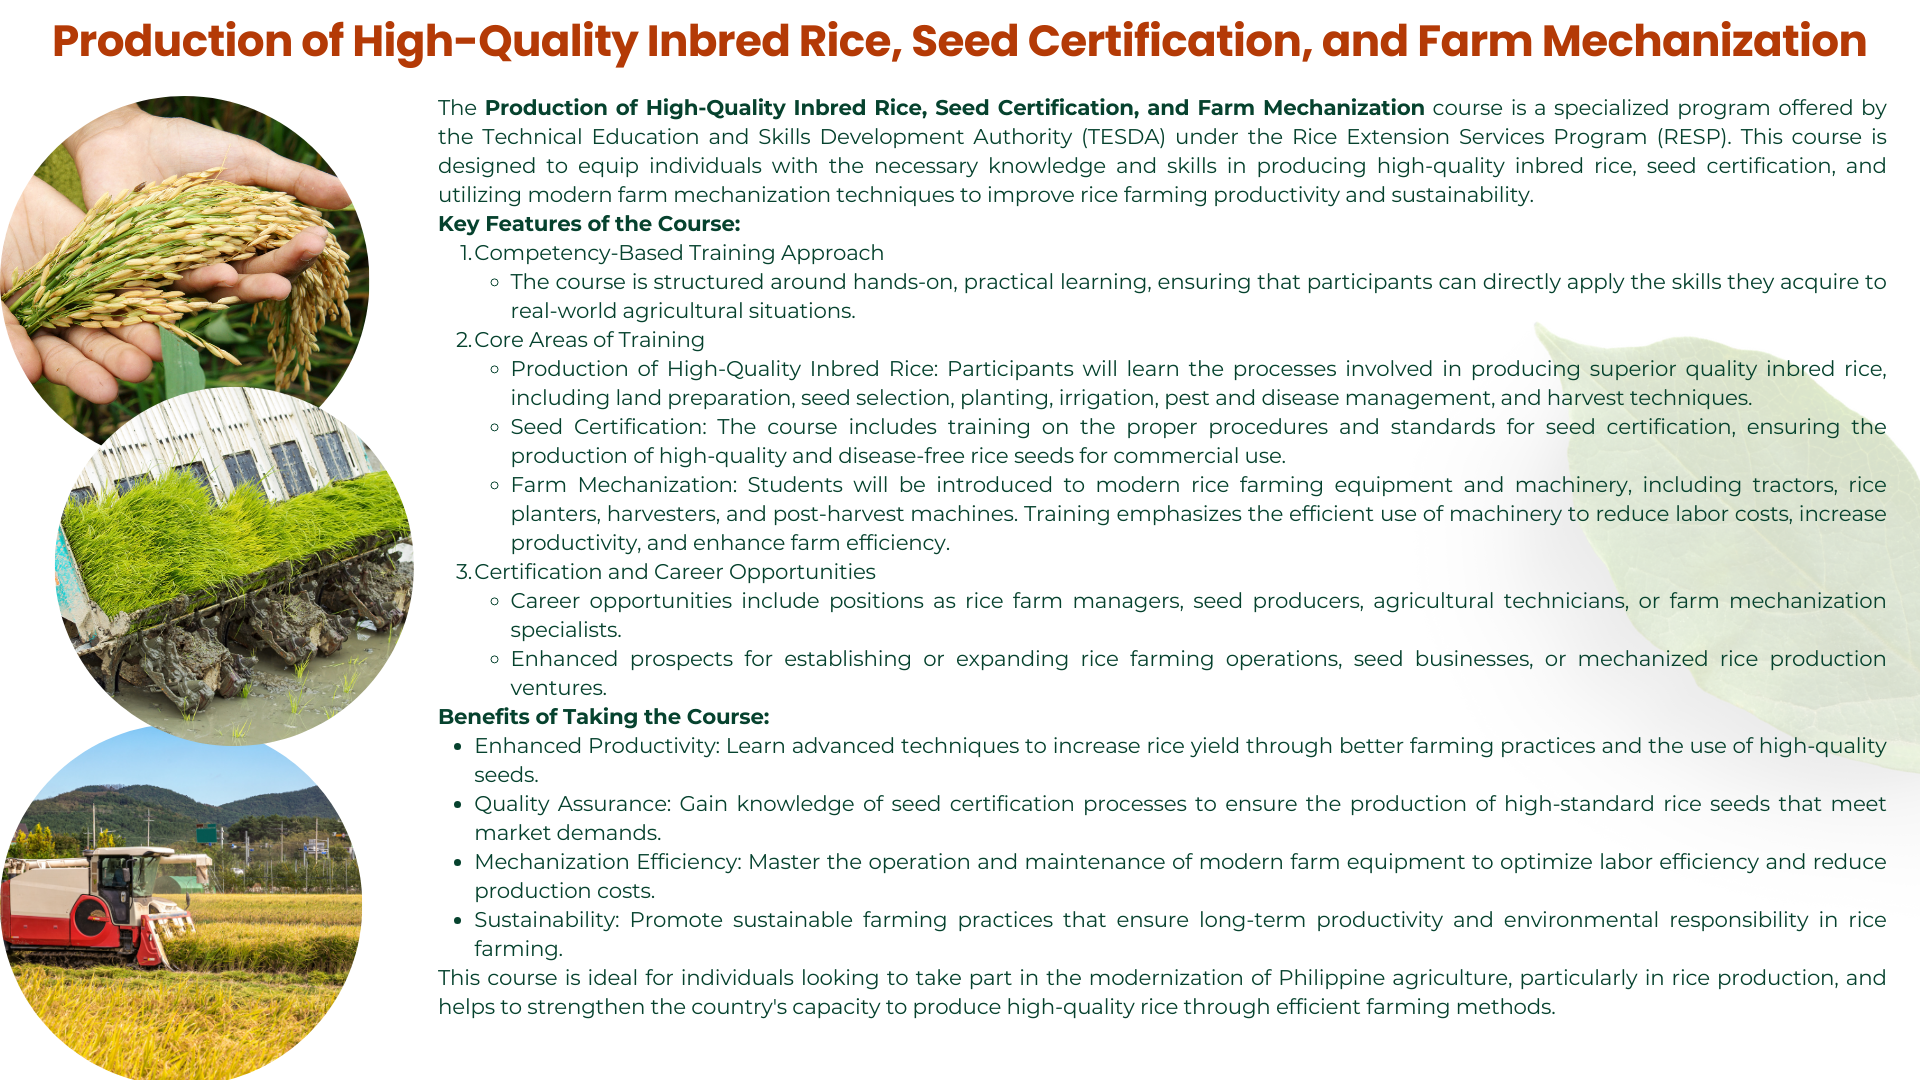 Production of High-Quality Inbred Rice, Seed Certification, and Farm Mechanization
The Production of High-Quality Inbred Rice, Seed Certification, and Farm Mechanization course is a specialized program offered by
the Technical Education and Skills Development Authority (TESDA) under the Rice Extension Services Program (RESP). This course is
designed to equip individuals with the necessary knowledge and skills in producing high-quality inbred rice, seed certification, and
utilizing modern farm mechanization techniques to improve rice farming productivity and sustainability.
Key Features of the Course:
1. Competency-Based Training Approach
◦ The course is structured around hands-on, practical learning, ensuring that participants can directly apply the skills they acquire to
real-world agricultural situations.
2. Core Areas of Training
◦ Production of High-Quality Inbred Rice: Participants will learn the processes involved in producing superior quality inbred rice,
including land preparation, seed selection, planting, irrigation, pest and disease management, and harvest techniques.
◦ Seed Certification: The course includes training on the proper procedures and standards for seed certification, ensuring the
production of high-quality and disease-free rice seeds for commercial use.
◦ Farm Mechanization: Students will be introduced to modern rice farming equipment and machinery, including tractors, rice
planters, harvesters, and post-harvest machines. Training emphasizes the efficient use of machinery to reduce labor costs, increase
productivity, and enhance farm efficiency.
3. Certification and Career Opportunities
◦ Career opportunities include positions as rice farm managers, seed producers, agricultural technicians, or farm mechanization
specialists.
◦ Enhanced prospects for establishing or expanding rice farming operations, seed businesses, or mechanized rice production
ventures.
Benefits of Taking the Course:
• Enhanced Productivity: Learn advanced techniques to increase rice yield through better farming practices and the use of high-quality
seeds.
• Quality Assurance: Gain knowledge of seed certification processes to ensure the production of high-standard rice seeds that meet
market demands.
• Mechanization Efficiency: Master the operation and maintenance of modern farm equipment to optimize labor efficiency and reduce
production costs.
• Sustainability: Promote sustainable farming practices that ensure long-term productivity and environmental responsibility in rice
farming.
This course is ideal for individuals looking to take part in the modernization of Philippine agriculture, particularly in rice production, and
helps to strengthen the country's capacity to produce high-quality rice through efficient farming methods.